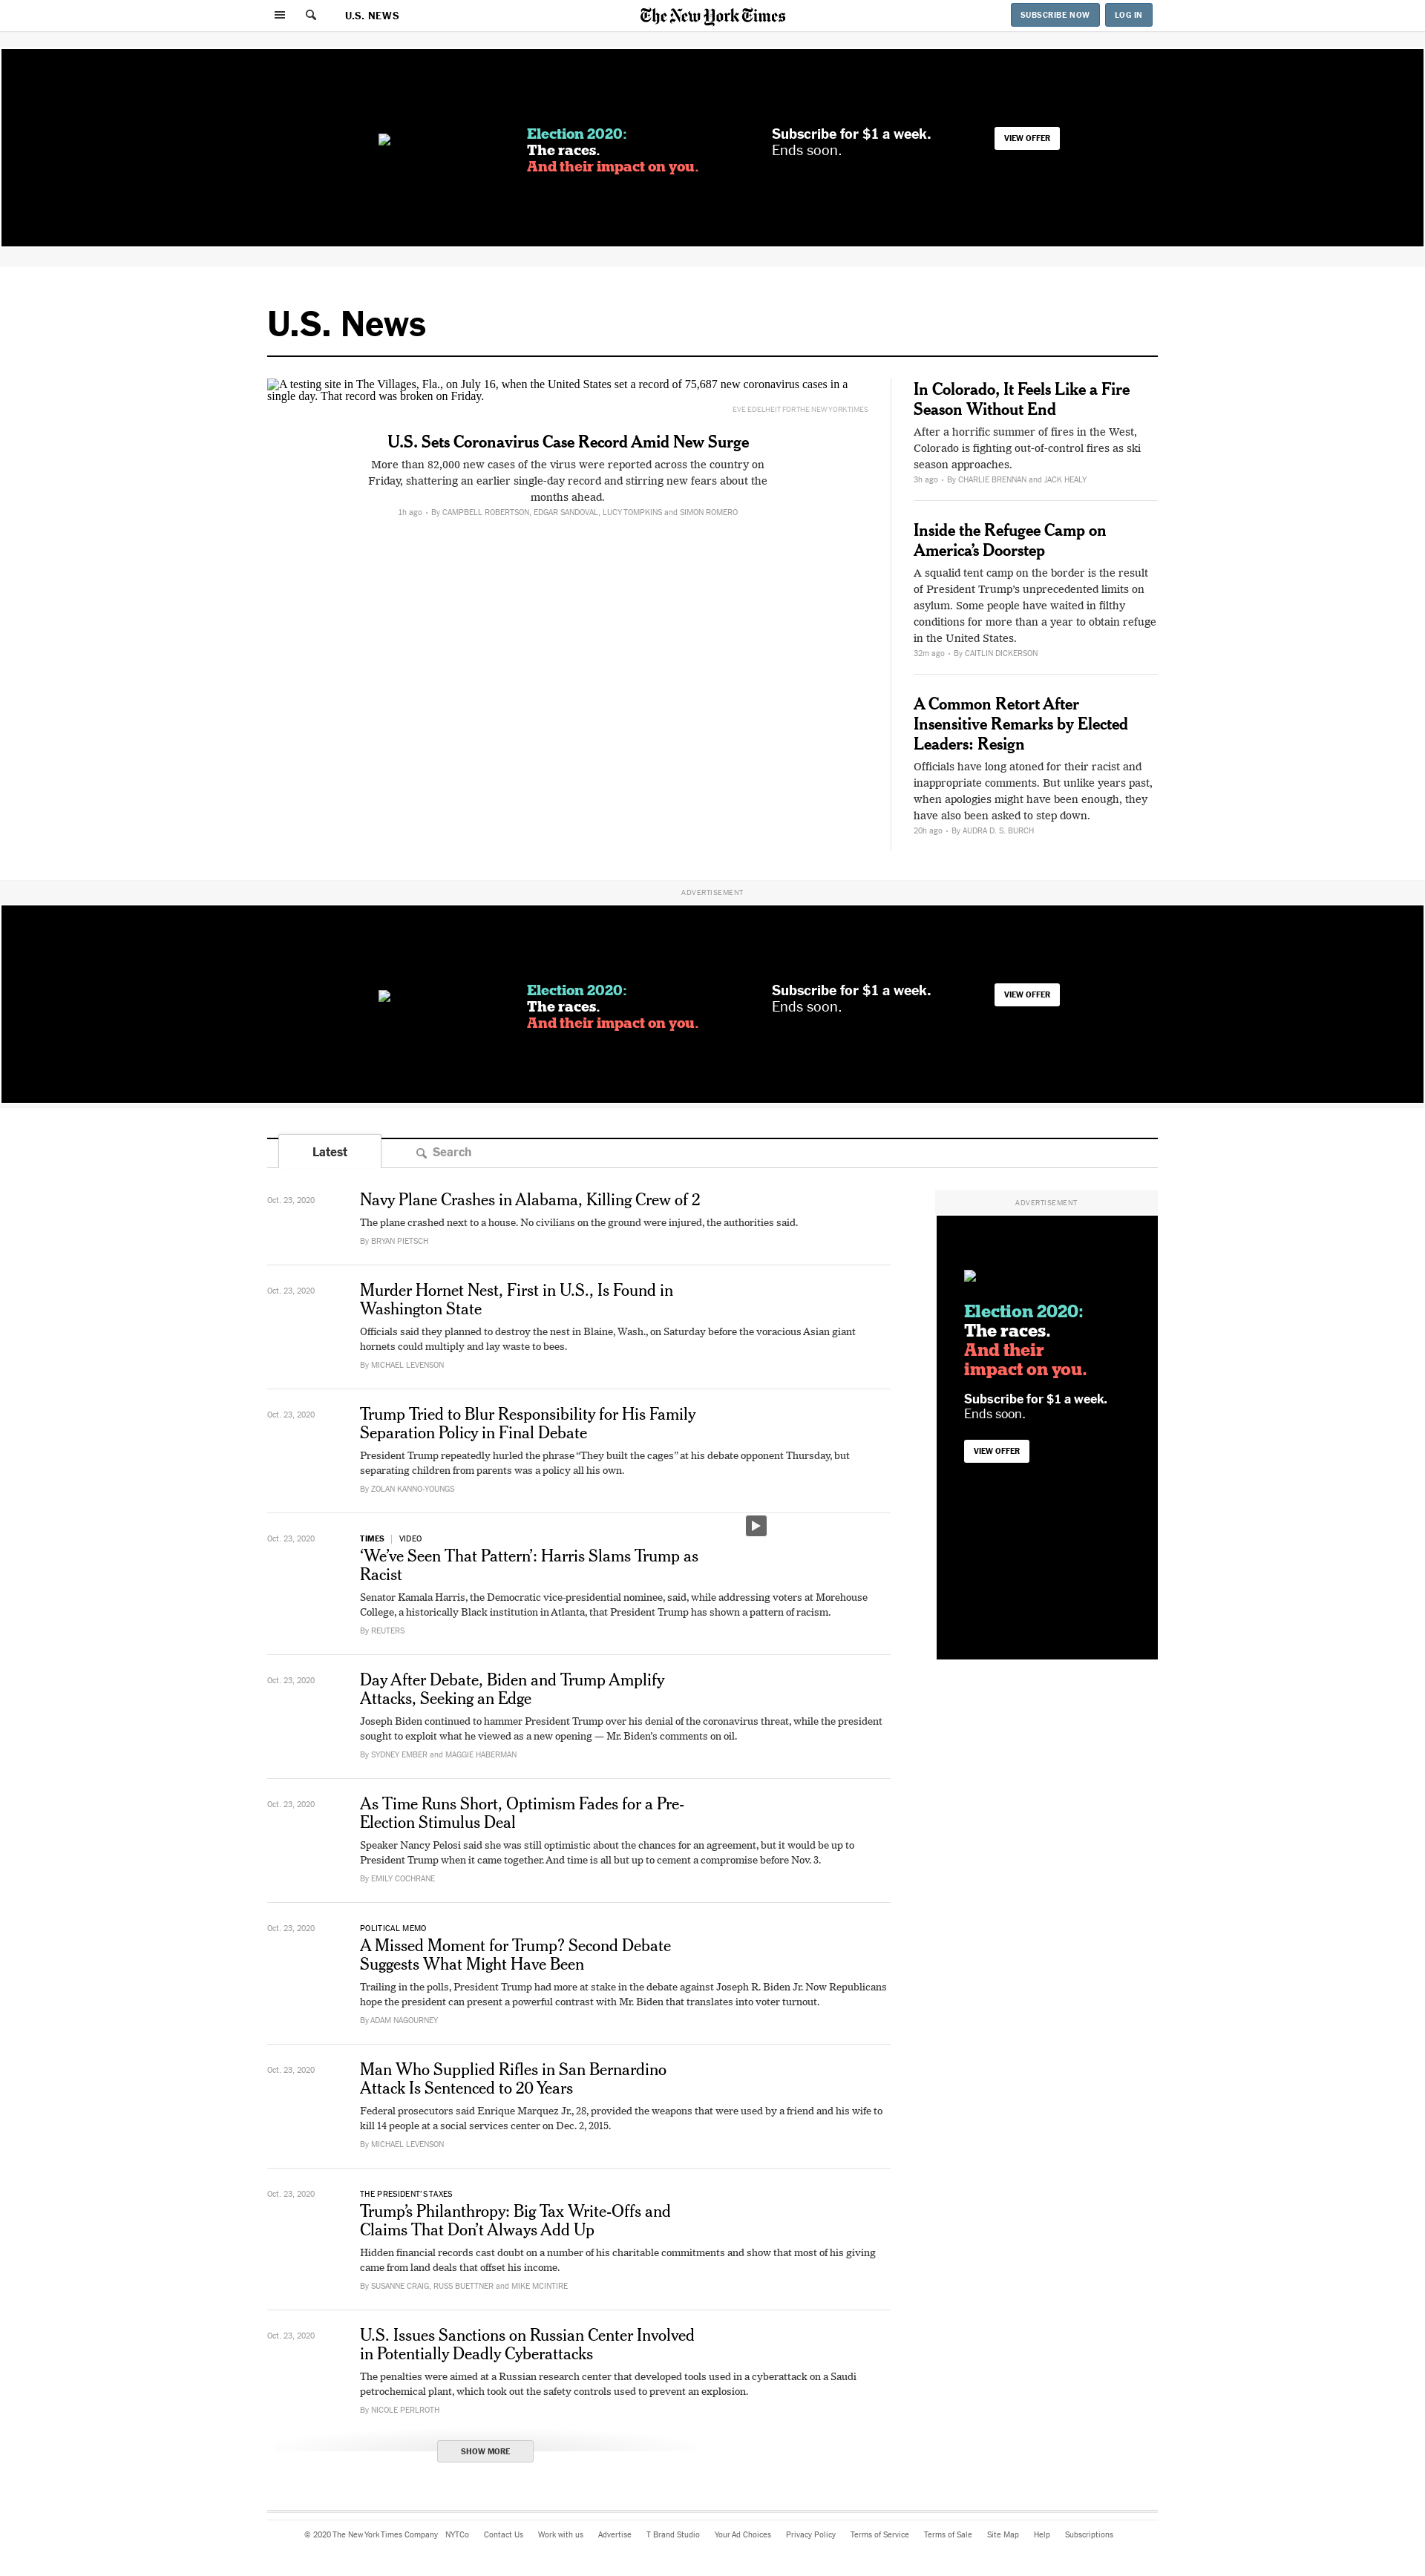 U.S. NEWS
The New York Times
SUBSCRIBE NOW
LOG IN
Election 2020:
The races.
And their impact on you.
Subscribe for $1 a week.
Ends soon.
VIEW OFFER
U.S. News
A testing site in The Villages, Fla., on July 16, when the United States set a record of 75,687 new coronavirus cases in a
single day. That record was broken on Friday.
EVE EDELHEIT FOR THE NEW YORK TIMES
U.S. Sets Coronavirus Case Record Amid New Surge
More than 82,000 new cases of the virus were reported across the country on
Friday, shattering an earlier single-day record and stirring new fears about the
months ahead.
1h ago • By CAMPBELL ROBERTSON, EDGAR SANDOVAL, LUCY TOMPKINS and SIMON ROMERO
In Colorado, It Feels Like a Fire
Season Without End
After a horrific summer of fires in the West,
Colorado is fighting out-of-control fires as ski
season approaches.
3h ago • By CHARLIE BRENNAN and JACK HEALY
Inside the Refugee Camp on
America’s Doorstep
A squalid tent camp on the border is the result
of President Trump’s unprecedented limits on
asylum. Some people have waited in filthy
conditions for more than a year to obtain refuge
in the United States.
32m ago • By CAITLIN DICKERSON
A Common Retort After
Insensitive Remarks by Elected
Leaders: Resign
Officials have long atoned for their racist and
inappropriate comments. But unlike years past,
when apologies might have been enough, they
have also been asked to step down.
20h ago • By AUDRA D. S. BURCH
ADVERTISEMENT
Election 2020:
The races.
And their impact on you.
Subscribe for $1 a week.
Ends soon.
VIEW OFFER
Latest
Search
Oct. 23, 2020
Navy Plane Crashes in Alabama, Killing Crew of 2
The plane crashed next to a house. No civilians on the ground were injured, the authorities said.
By BRYAN PIETSCH
Oct. 23, 2020
Murder Hornet Nest, First in U.S., Is Found in
Washington State
Officials said they planned to destroy the nest in Blaine, Wash., on Saturday before the voracious Asian giant
hornets could multiply and lay waste to bees.
By MICHAEL LEVENSON
Oct. 23, 2020
Trump Tried to Blur Responsibility for His Family
Separation Policy in Final Debate
President Trump repeatedly hurled the phrase “They built the cages” at his debate opponent Thursday, but
separating children from parents was a policy all his own.
By ZOLAN KANNO-YOUNGS
Oct. 23, 2020
TIMES | VIDEO
‘We’ve Seen That Pattern’: Harris Slams Trump as
Racist
Senator Kamala Harris, the Democratic vice-presidential nominee, said, while addressing voters at Morehouse
College, a historically Black institution in Atlanta, that President Trump has shown a pattern of racism.
By REUTERS
Oct. 23, 2020
Day After Debate, Biden and Trump Amplify
Attacks, Seeking an Edge
Joseph Biden continued to hammer President Trump over his denial of the coronavirus threat, while the president
sought to exploit what he viewed as a new opening — Mr. Biden’s comments on oil.
By SYDNEY EMBER and MAGGIE HABERMAN
Oct. 23, 2020
As Time Runs Short, Optimism Fades for a Pre-
Election Stimulus Deal
Speaker Nancy Pelosi said she was still optimistic about the chances for an agreement, but it would be up to
President Trump when it came together. And time is all but up to cement a compromise before Nov. 3.
By EMILY COCHRANE
Oct. 23, 2020
POLITICAL MEMO
A Missed Moment for Trump? Second Debate
Suggests What Might Have Been
Trailing in the polls, President Trump had more at stake in the debate against Joseph R. Biden Jr. Now Republicans
hope the president can present a powerful contrast with Mr. Biden that translates into voter turnout.
By ADAM NAGOURNEY
Oct. 23, 2020
Man Who Supplied Rifles in San Bernardino
Attack Is Sentenced to 20 Years
Federal prosecutors said Enrique Marquez Jr., 28, provided the weapons that were used by a friend and his wife to
kill 14 people at a social services center on Dec. 2, 2015.
By MICHAEL LEVENSON
Oct. 23, 2020
THE PRESIDENT’S TAXES
Trump’s Philanthropy: Big Tax Write-Offs and
Claims That Don’t Always Add Up
Hidden financial records cast doubt on a number of his charitable commitments and show that most of his giving
came from land deals that offset his income.
By SUSANNE CRAIG, RUSS BUETTNER and MIKE MCINTIRE
Oct. 23, 2020
U.S. Issues Sanctions on Russian Center Involved
in Potentially Deadly Cyberattacks
The penalties were aimed at a Russian research center that developed tools used in a cyberattack on a Saudi
petrochemical plant, which took out the safety controls used to prevent an explosion.
By NICOLE PERLROTH
SHOW MORE
ADVERTISEMENT
Election 2020:
The races.
And their
impact on you.
Subscribe for $1 a week.
Ends soon.
VIEW OFFER
© 2020 The New York Times Company NYTCo Contact Us Work with us Advertise T Brand Studio Your Ad Choices Privacy Policy Terms of Service Terms of Sale Site Map Help Subscriptions